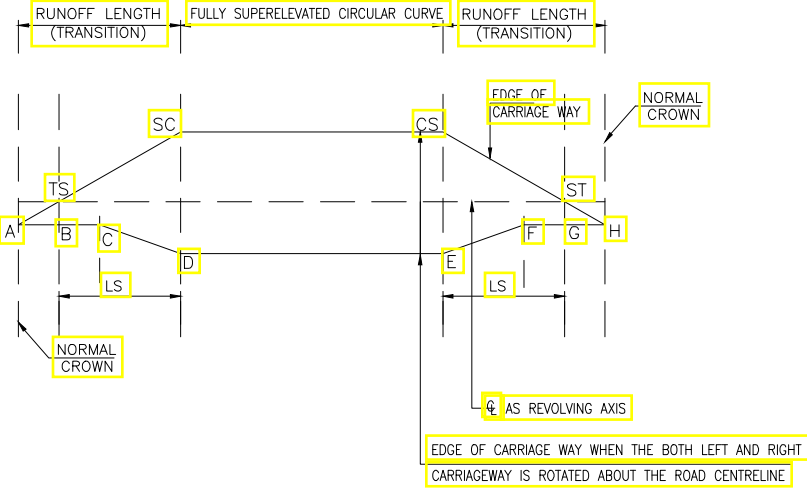 RUNOFF LENGTH
(TRANSITION)
FULLY SUPERELEVATED CIRCULAR CURVE
RUNOFF LENGTH
(TRANSITION)
EDGE OF
CARRIAGE WAY
NORMAL
CROWN
SC
CS
TS
ST
A
B
C
D
E
F
G
H
LS
LS
NORMAL
CROWN
℄ AS REVOLVING AXIS
EDGE OF CARRIAGE WAY WHEN THE BOTH LEFT AND RIGHT
CARRIAGEWAY IS ROTATED ABOUT THE ROAD CENTRELINE